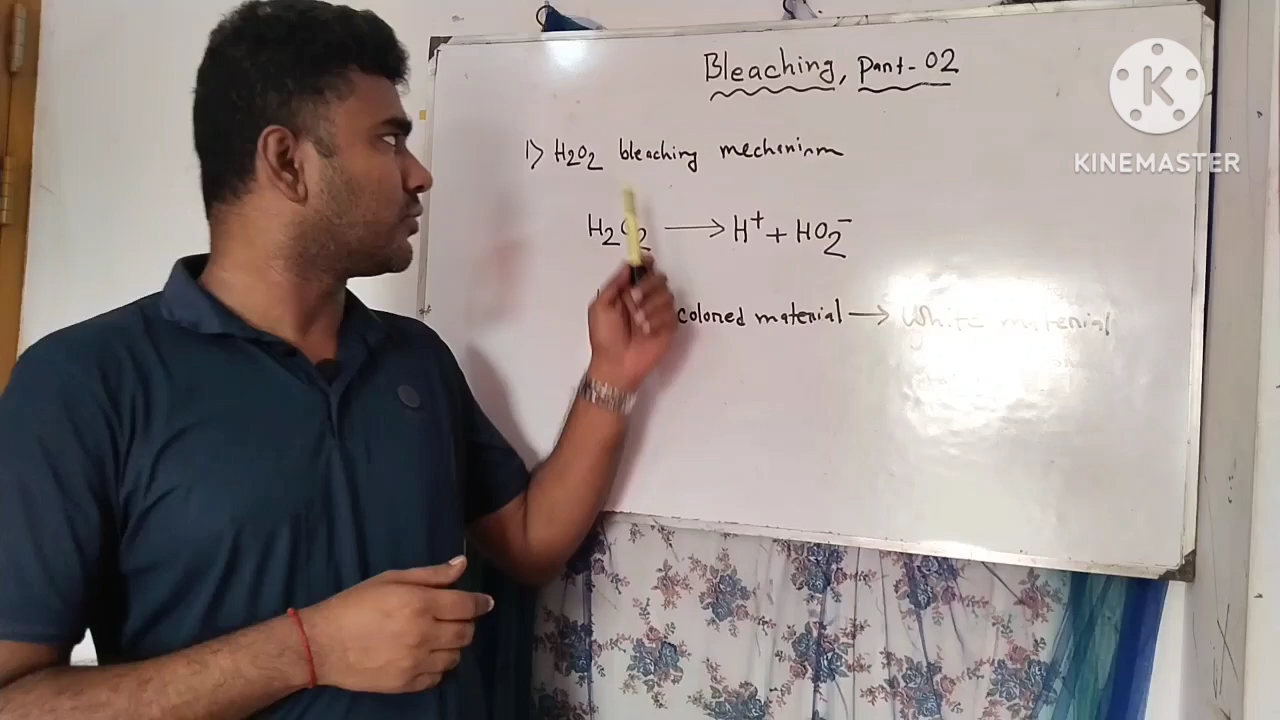 Bleaching, Part-02
K
KINEMASTER
1> H2O2 bleaching mechanism
H2O2 → H⁺ + HO2⁻
colored material → White material